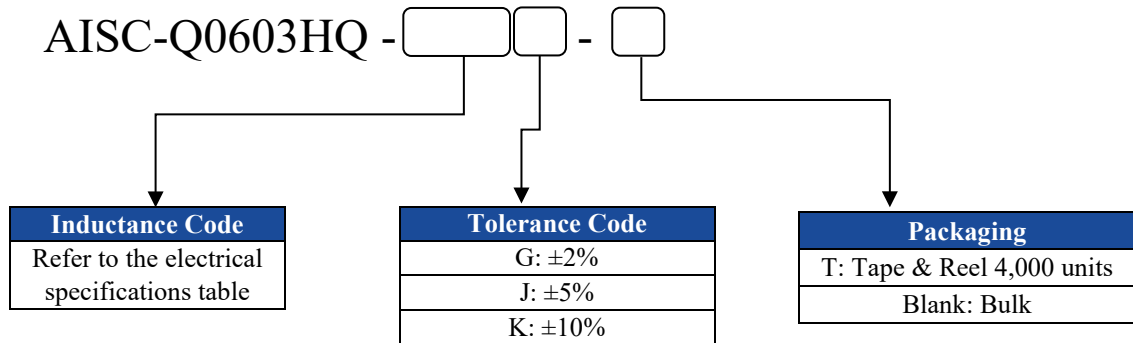 AISC-Q0603HQ - -
Inductance Code
Refer to the electrical
specifications table
Tolerance Code
G: ±2%
J: ±5%
K: ±10%
Packaging
T: Tape & Reel 4,000 units
Blank: Bulk